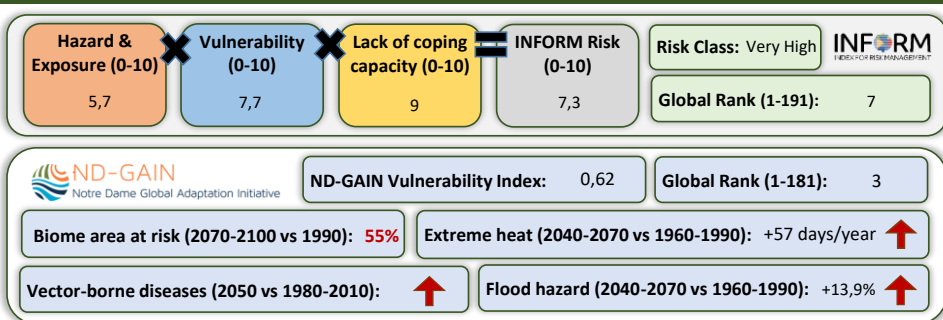 Hazard &
Exposure (0-10)
5,7
Vulnerability
(0-10)
7,7
Lack of coping
capacity (0-10)
9
INFORM Risk
(0-10)
7,3
Risk Class: Very High
INFORM
INDEX FOR RISK MANAGEMENT
Global Rank (1-191): 7
ND-GAIN
Notre Dame Global Adaptation Initiative
ND-GAIN Vulnerability Index: 0,62
Global Rank (1-181): 3
Biome area at risk (2070-2100 vs 1990): 55%
Extreme heat (2040-2070 vs 1960-1990): +57 days/year
Vector-borne diseases (2050 vs 1980-2010):
Flood hazard (2040-2070 vs 1960-1990): +13,9%